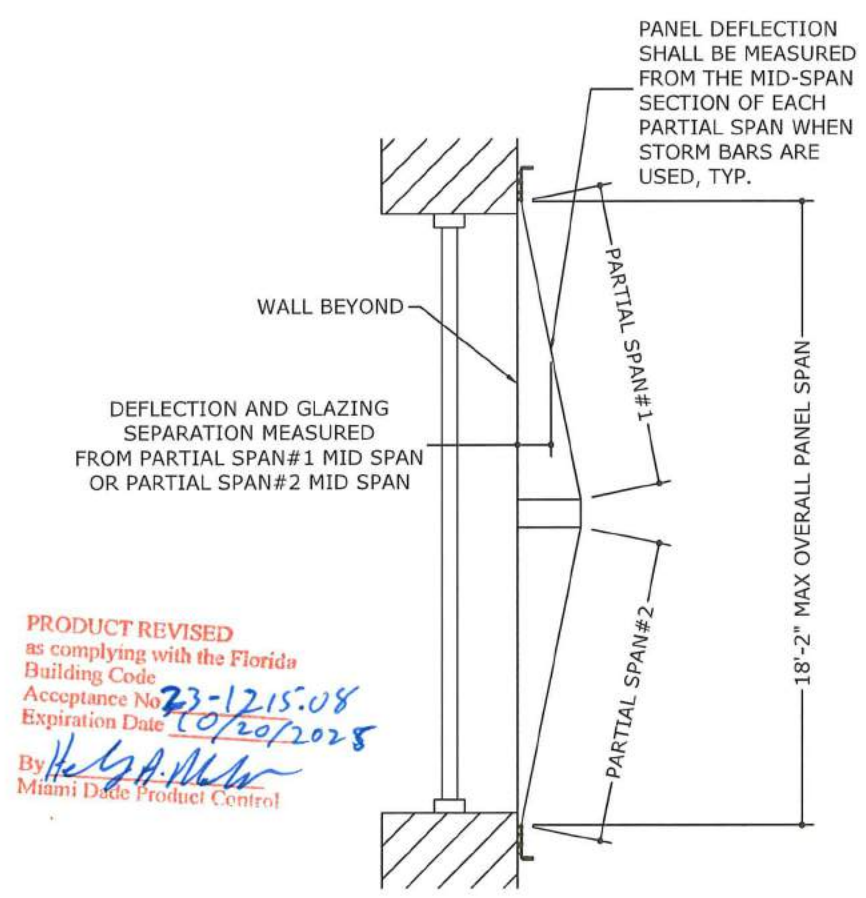 PANEL DEFLECTION
SHALL BE MEASURED
FROM THE MID-SPAN
SECTION OF EACH
PARTIAL SPAN WHEN
STORM BARS ARE
USED, TYP.
PARTIAL SPAN#1
WALL BEYOND
18'-2" MAX OVERALL PANEL SPAN
DEFLECTION AND GLAZING
SEPARATION MEASURED
FROM PARTIAL SPAN#1 MID SPAN
OR PARTIAL SPAN#2 MID SPAN
PARTIAL SPAN#2
PRODUCT REVISED
as complying with the Florida
Building Code
Acceptance No 23-1215.08
Expiration Date 10/20/2028
By
Miami Dade Product Control